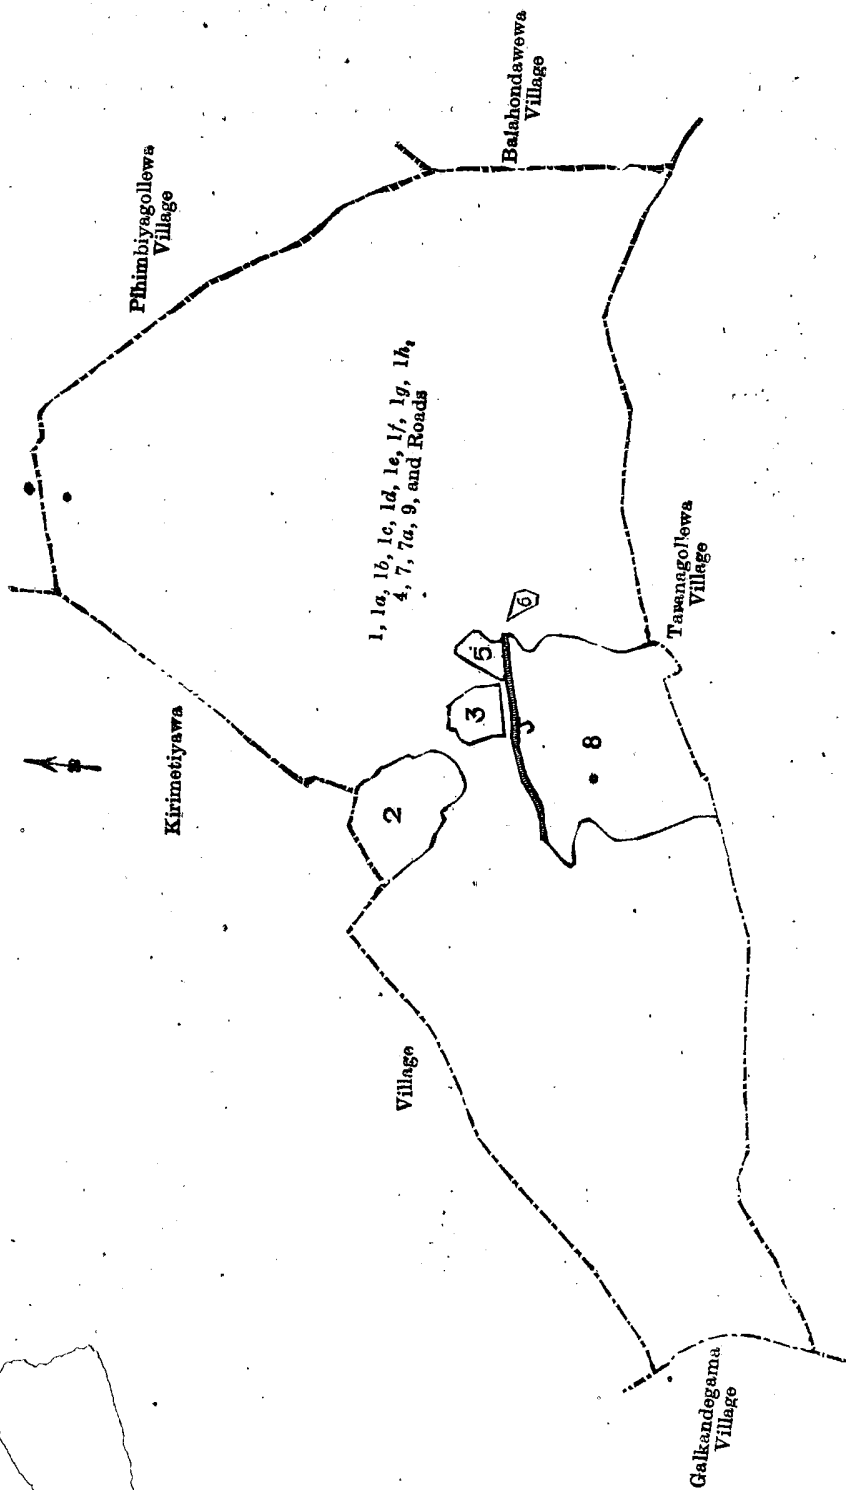 Pihimbiyagollewa
Village
Balahondawewa
Village
Kirimetiyawa
Village
1, 1a, 1b, 1c, 1d, 1e, 1f, 1g, 1h,
4, 7, 7a, 9, and Roads
2
3
5
6
8
Taranagollewa
Village
Galkandegama
Village